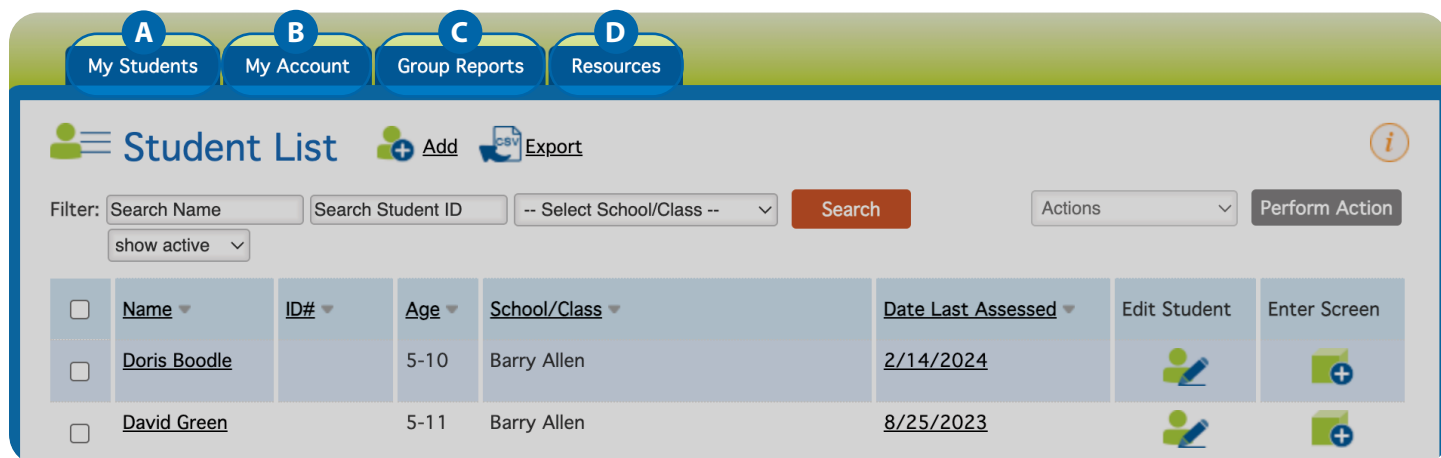 A B C D
My Students My Account Group Reports Resources
Student List Add CSV Export i
Filter: Search Name Search Student ID -- Select School/Class -- Search Actions Perform Action
show active
Name ID# Age School/Class Date Last Assessed Edit Student Enter Screen
Doris Boodle 5-10 Barry Allen 2/14/2024
David Green 5-11 Barry Allen 8/25/2023